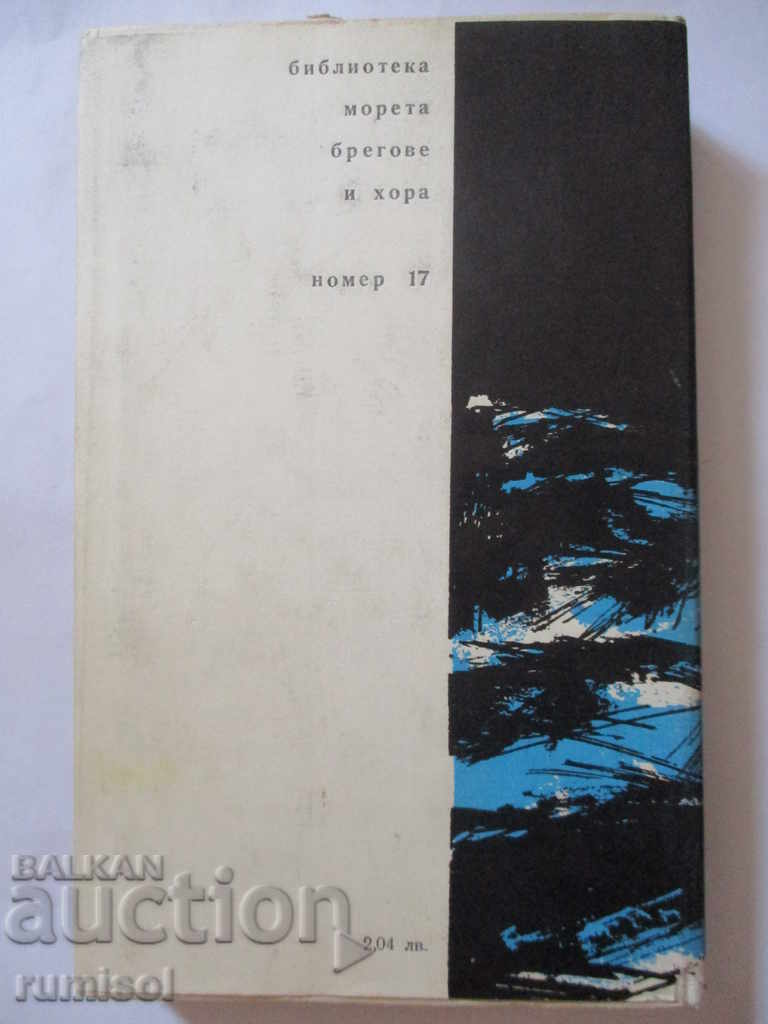 библиотека
морета
брегове
и хора
номер 17
2,04 лв.
BALKAN
auction
rumisol